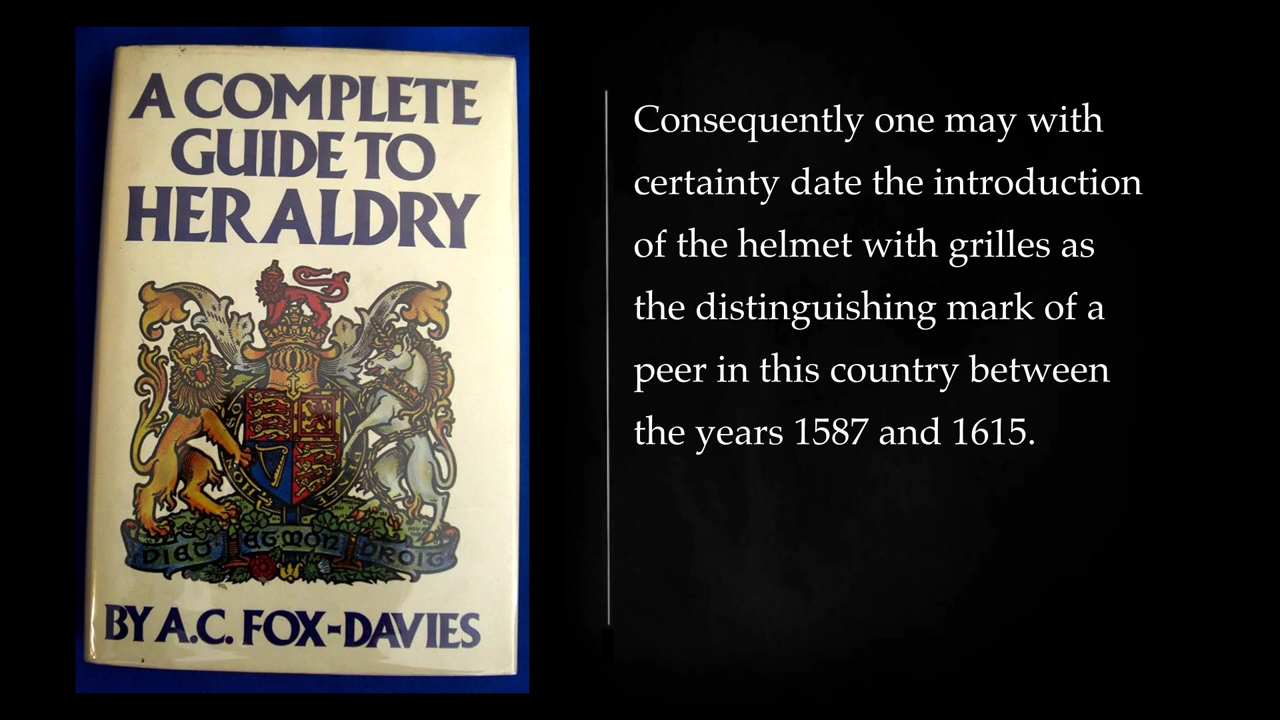 A COMPLETE
GUIDE TO
HERALDRY
DIEU ET MON DROIT
BY A.C. FOX-DAVIES
Consequently one may with
certainty date the introduction
of the helmet with grilles as
the distinguishing mark of a
peer in this country between
the years 1587 and 1615.